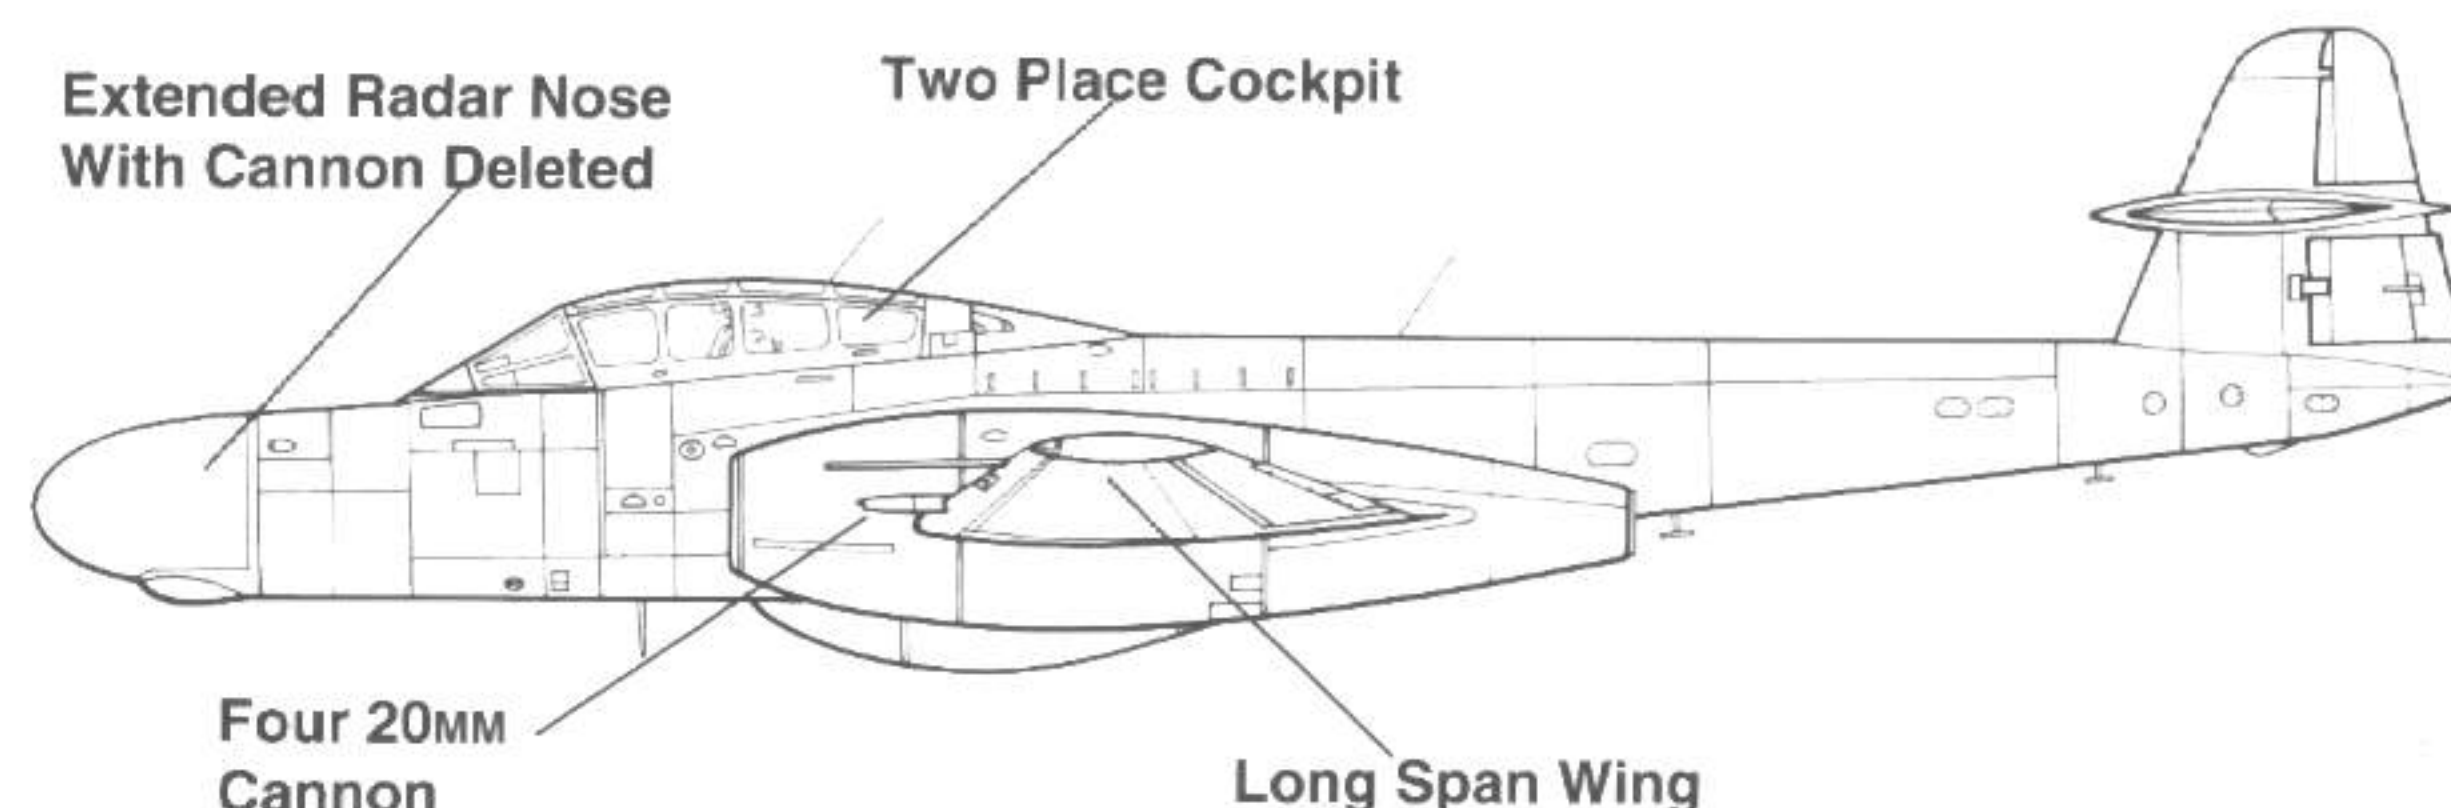 Extended Radar Nose
With Cannon Deleted
Two Place Cockpit
Four 20MM
Cannon
Long Span Wing